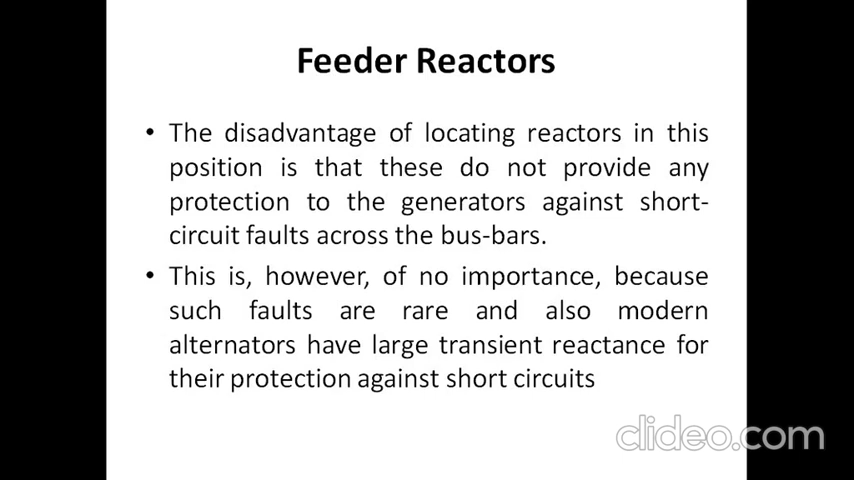 Feeder Reactors
• The disadvantage of locating reactors in this
position is that these do not provide any
protection to the generators against short-
circuit faults across the bus-bars.
• This is, however, of no importance, because
such faults are rare and also modern
alternators have large transient reactance for
their protection against short circuits
clideo.com